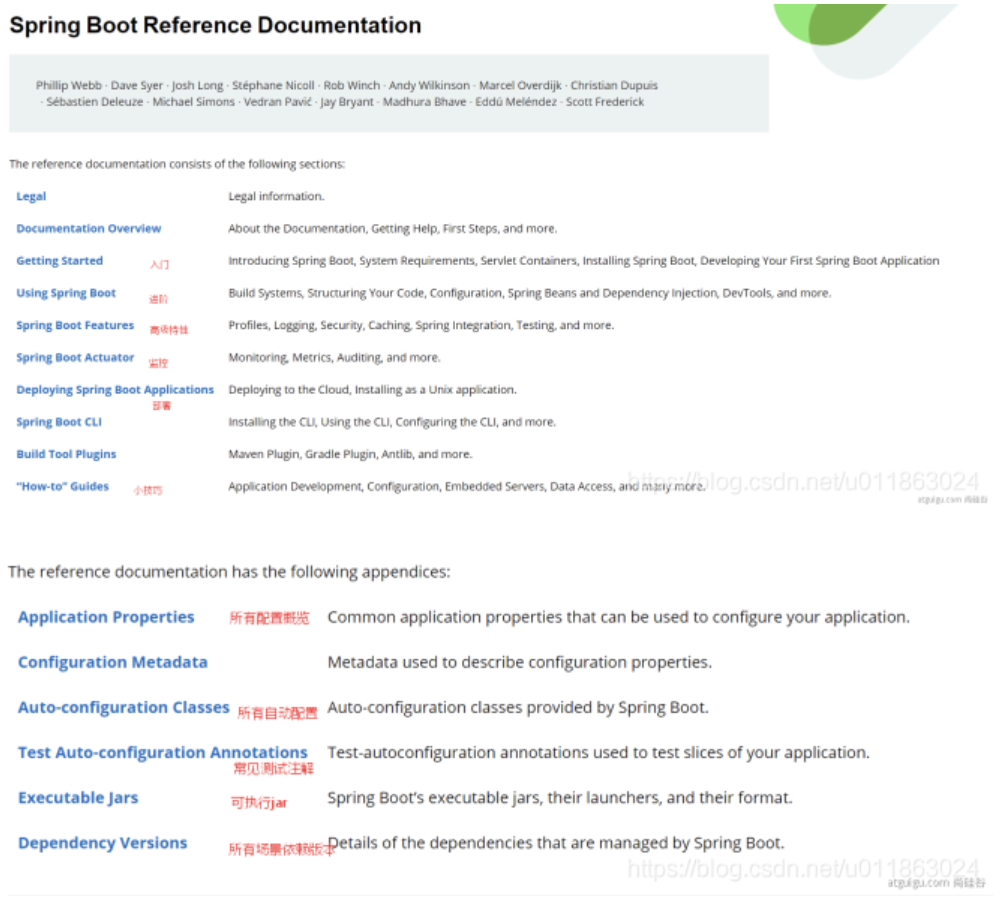 Spring Boot Reference Documentation
Phillip Webb · Dave Syer · Josh Long · Stéphane Nicoll · Rob Winch · Andy Wilkinson · Marcel Overdijk · Christian Dupuis
· Sébastien Deleuze · Michael Simons · Vedran Pavić · Jay Bryant · Madhura Bhave · Eddú Meléndez · Scott Frederick
The reference documentation consists of the following sections:
Legal Legal information.
Documentation Overview About the Documentation, Getting Help, First Steps, and more.
Getting Started 入门 Introducing Spring Boot, System Requirements, Servlet Containers, Installing Spring Boot, Developing Your First Spring Boot Application
Using Spring Boot 进阶 Build Systems, Structuring Your Code, Configuration, Spring Beans and Dependency Injection, DevTools, and more.
Spring Boot Features 高级特性 Profiles, Logging, Security, Caching, Spring Integration, Testing, and more.
Spring Boot Actuator 监控 Monitoring, Metrics, Auditing, and more.
Deploying Spring Boot Applications Deploying to the Cloud, Installing as a Unix application.
部署
Spring Boot CLI Installing the CLI, Using the CLI, Configuring the CLI, and more.
Build Tool Plugins Maven Plugin, Gradle Plugin, Antlib, and more.
“How-to” Guides 小技巧 Application Development, Configuration, Embedded Servers, Data Access, and many more.
https://blog.csdn.net/u011863024
atguigu.com 尚硅谷
The reference documentation has the following appendices:
Application Properties 所有配置概览 Common application properties that can be used to configure your application.
Configuration Metadata Metadata used to describe configuration properties.
Auto-configuration Classes 所有自动配置 Auto-configuration classes provided by Spring Boot.
Test Auto-configuration Annotations Test-autoconfiguration annotations used to test slices of your application.
常见测试注解
Executable Jars 可执行jar Spring Boot’s executable jars, their launchers, and their format.
Dependency Versions 所有场景依赖版本 Details of the dependencies that are managed by Spring Boot.
https://blog.csdn.net/u011863024
atguigu.com 尚硅谷